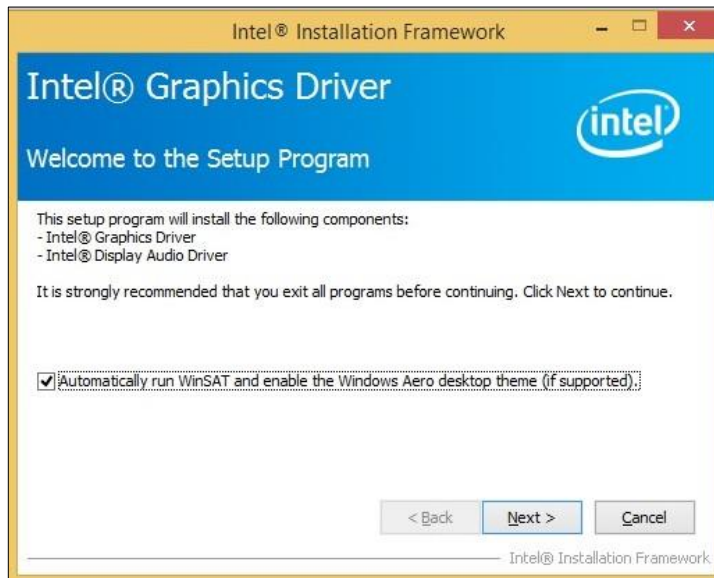 Intel® Installation Framework
Intel® Graphics Driver
intel
Welcome to the Setup Program
This setup program will install the following components:
- Intel® Graphics Driver
- Intel® Display Audio Driver
It is strongly recommended that you exit all programs before continuing. Click Next to continue.
Automatically run WinSAT and enable the Windows Aero desktop theme (if supported).
< Back Next > Cancel
Intel® Installation Framework